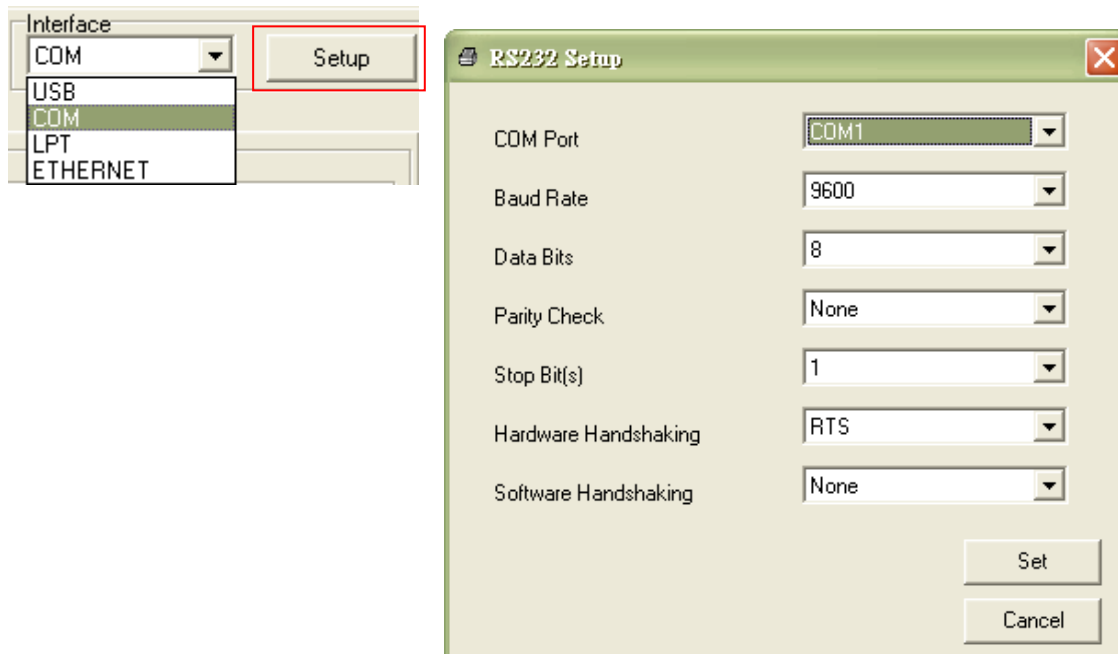 Interface
COM
Setup
USB
COM
LPT
ETHERNET
RS232 Setup
COM Port COM1
Baud Rate 9600
Data Bits 8
Parity Check None
Stop Bit(s) 1
Hardware Handshaking RTS
Software Handshaking None
Set
Cancel